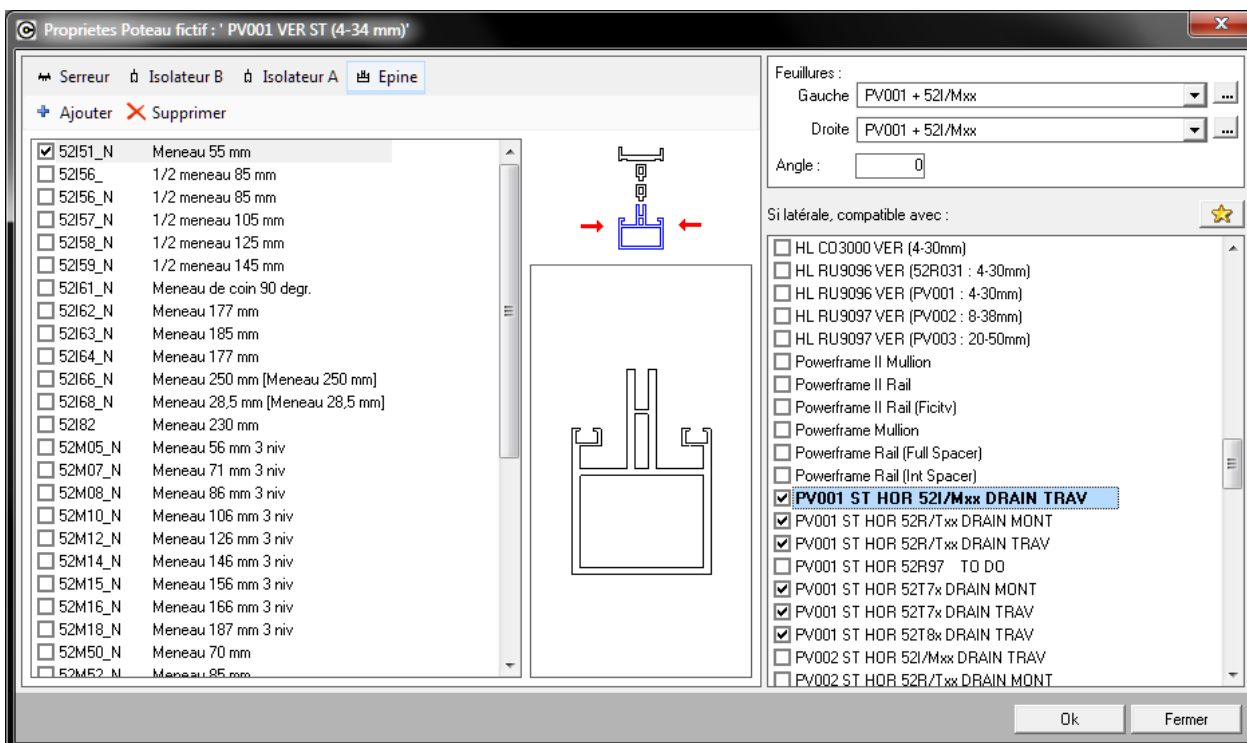 Proprietes Poteau fictif : ' PV001 VER ST (4-34 mm)'
Serreur Isolateur B Isolateur A Epine
Ajouter Supprimer
52I51_N Meneau 55 mm
52I56_ 1/2 meneau 85 mm
52I56_N 1/2 meneau 85 mm
52I57_N 1/2 meneau 105 mm
52I58_N 1/2 meneau 125 mm
52I59_N 1/2 meneau 145 mm
52I61_N Meneau de coin 90 degr.
52I62_N Meneau 177 mm
52I63_N Meneau 185 mm
52I64_N Meneau 177 mm
52I66_N Meneau 250 mm [Meneau 250 mm]
52I68_N Meneau 28,5 mm [Meneau 28,5 mm]
52I82 Meneau 230 mm
52M05_N Meneau 56 mm 3 niv
52M07_N Meneau 71 mm 3 niv
52M08_N Meneau 86 mm 3 niv
52M10_N Meneau 106 mm 3 niv
52M12_N Meneau 126 mm 3 niv
52M14_N Meneau 146 mm 3 niv
52M15_N Meneau 156 mm 3 niv
52M16_N Meneau 166 mm 3 niv
52M18_N Meneau 187 mm 3 niv
52M50_N Meneau 70 mm
52M52_N Meneau 85 mm
Feuillures :
Gauche PV001 + 52I/Mxx ...
Droite PV001 + 52I/Mxx ...
Angle : 0
Si latérale, compatible avec :
HL CO3000 VER (4-30mm)
HL RU9096 VER (52R031 : 4-30mm)
HL RU9096 VER (PV001 : 4-30mm)
HL RU9097 VER (PV002 : 8-38mm)
HL RU9097 VER (PV003 : 20-50mm)
Powerframe II Mullion
Powerframe II Rail
Powerframe II Rail (Ficitv)
Powerframe Mullion
Powerframe Rail (Full Spacer)
Powerframe Rail (Int Spacer)
PV001 ST HOR 52I/Mxx DRAIN TRAV
PV001 ST HOR 52R/Txx DRAIN MONT
PV001 ST HOR 52R/Txx DRAIN TRAV
PV001 ST HOR 52R97 TO DO
PV001 ST HOR 52T7x DRAIN MONT
PV001 ST HOR 52T7x DRAIN TRAV
PV001 ST HOR 52T8x DRAIN TRAV
PV002 ST HOR 52I/Mxx DRAIN TRAV
PV002 ST HOR 52R/Txx DRAIN MONT
Ok Fermer